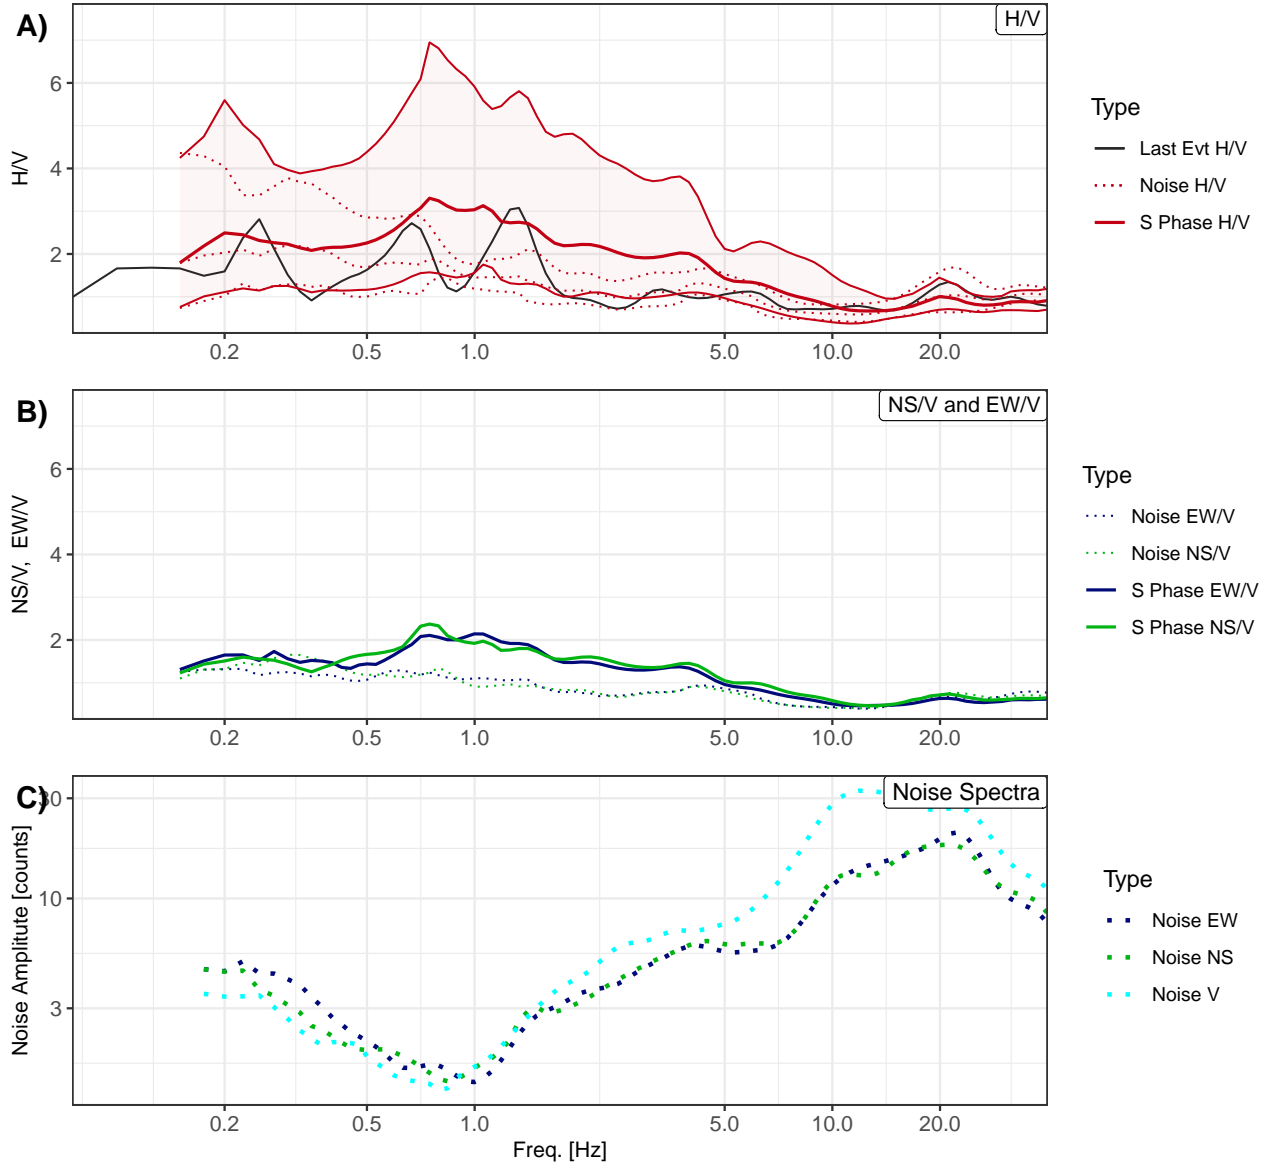 A)
H/V
6
4
2
H/V
0.2 0.5 1.0 5.0 10.0 20.0
Type
Last Evt H/V
Noise H/V
S Phase H/V
B)
NS/V and EW/V
6
4
2
NS/V, EW/V
0.2 0.5 1.0 5.0 10.0 20.0
Type
Noise EW/V
Noise NS/V
S Phase EW/V
S Phase NS/V
C)
Noise Spectra
30
10
3
Noise Amplitute [counts]
0.2 0.5 1.0 5.0 10.0 20.0
Freq. [Hz]
Type
Noise EW
Noise NS
Noise V